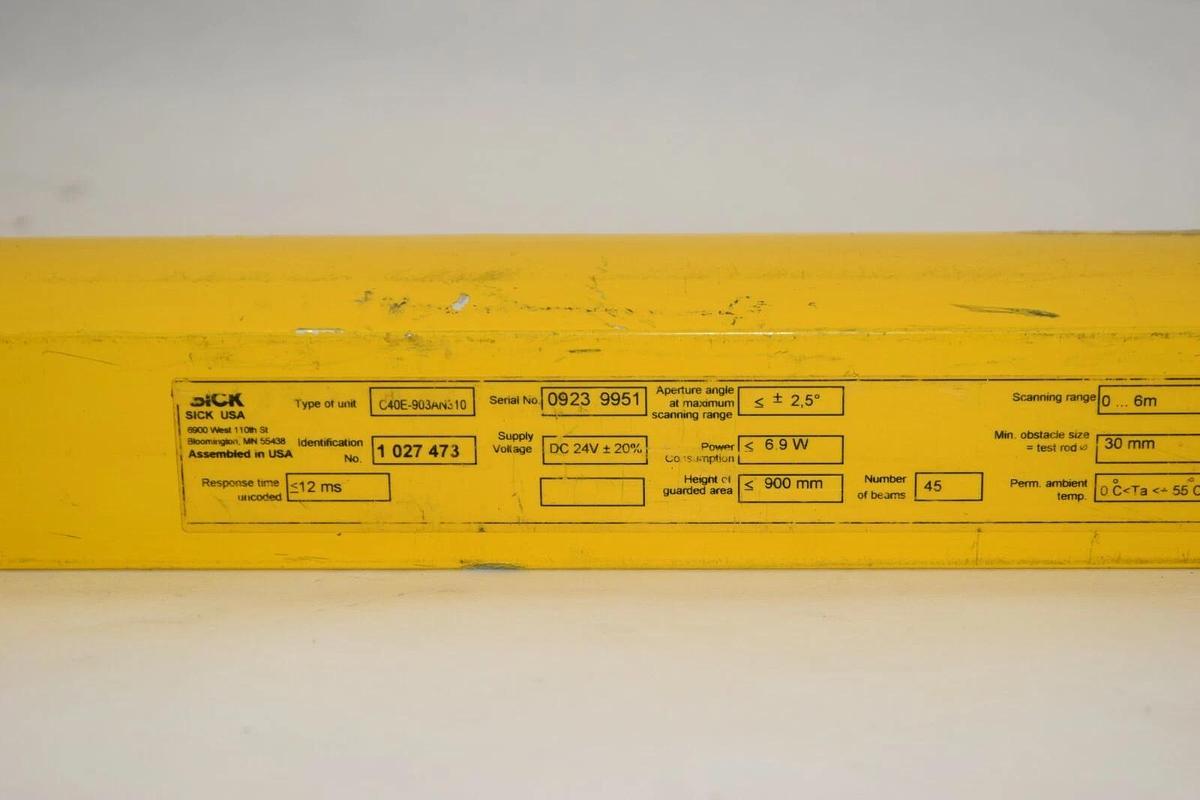 SICK
SICK USA
6900 West 110th St
Bloomington, MN 55438
Assembled in USA
Type of unit C40E-903AN310
Identification No. 1 027 473
Response time uncoded ≤12 ms
Serial No. 0923 9951
Supply Voltage DC 24V ± 20%
Aperture angle at maximum scanning range ≤ ± 2,5°
Power Consumption ≤ 6.9 W
Height of guarded area ≤ 900 mm
Number of beams 45
Scanning range 0 ... 6m
Min. obstacle size = test rod ⌀ 30 mm
Perm. ambient temp. 0°C<Ta<+ 55°C